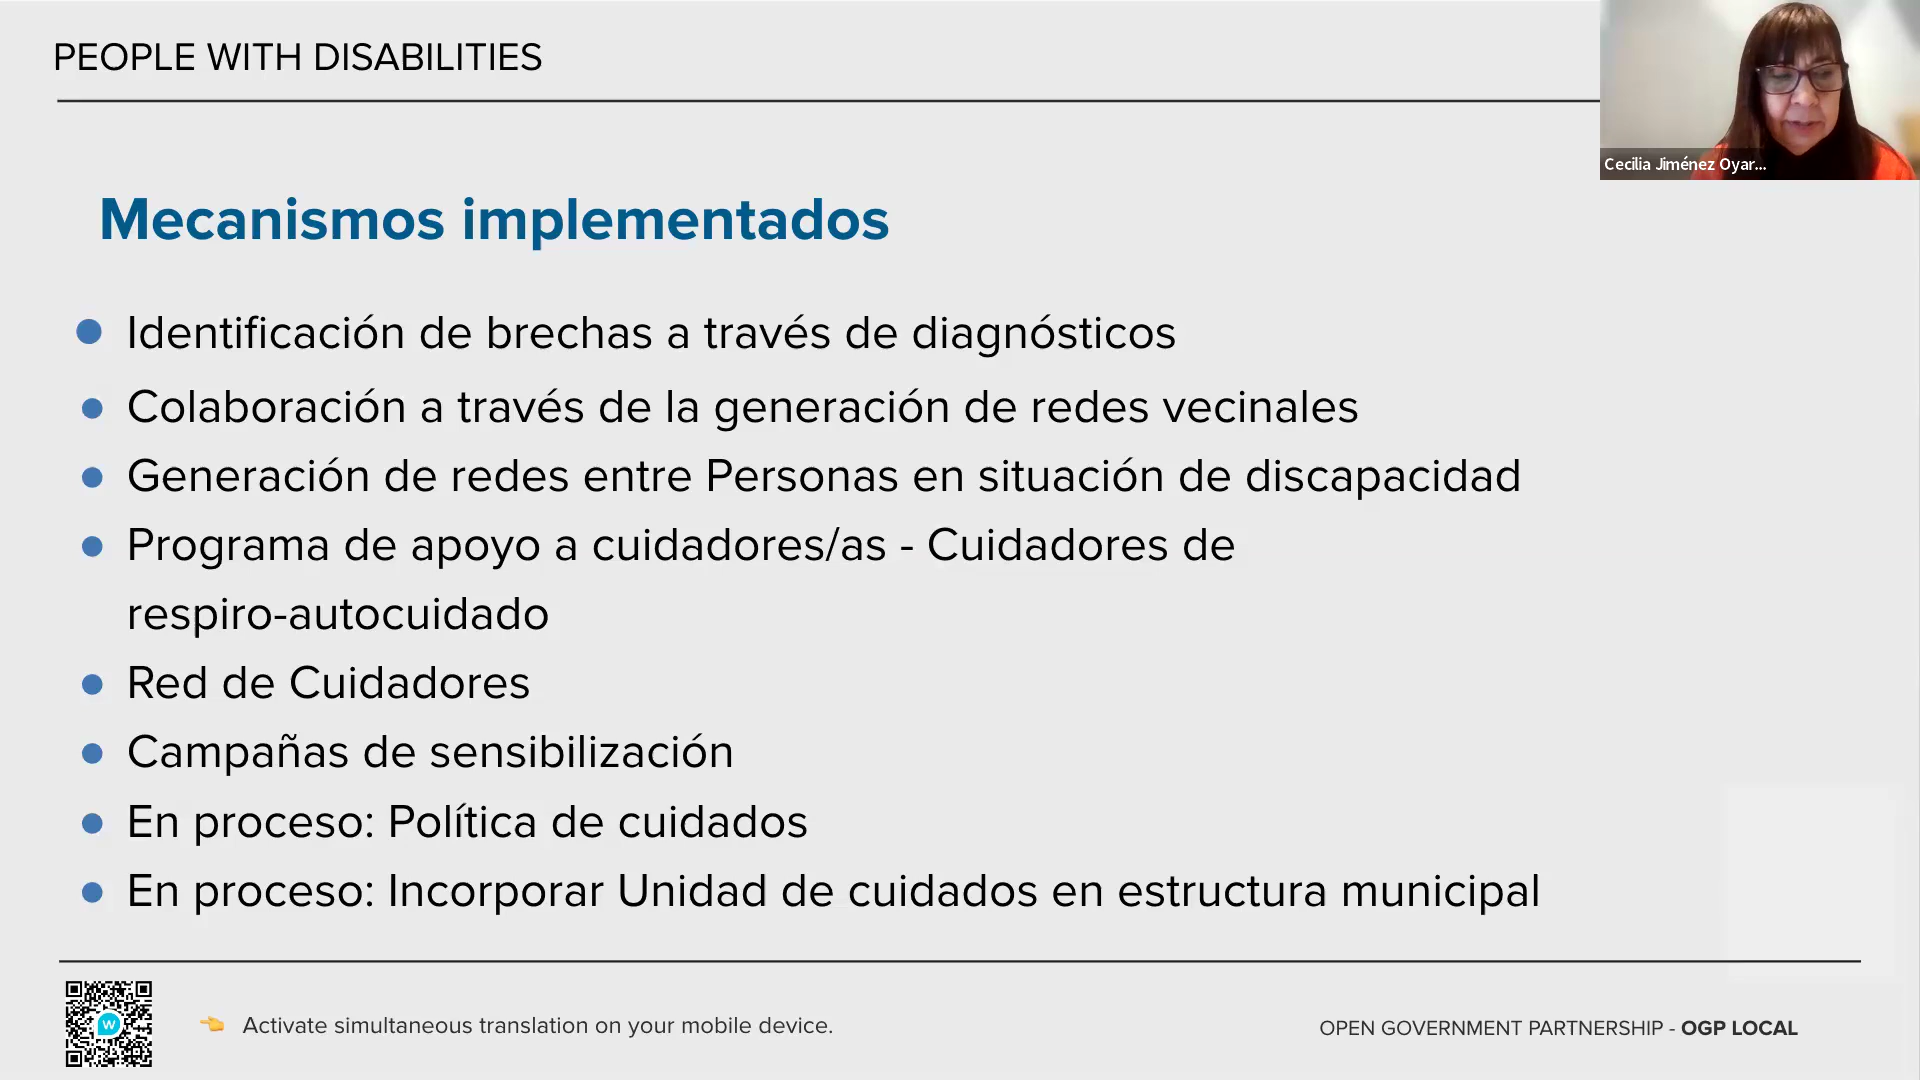 PEOPLE WITH DISABILITIES
Cecilia Jiménez Oyar...
Mecanismos implementados
Identificación de brechas a través de diagnósticos
Colaboración a través de la generación de redes vecinales
Generación de redes entre Personas en situación de discapacidad
Programa de apoyo a cuidadores/as - Cuidadores de
respiro-autocuidado
Red de Cuidadores
Campañas de sensibilización
En proceso: Política de cuidados
En proceso: Incorporar Unidad de cuidados en estructura municipal
w
Activate simultaneous translation on your mobile device.
OPEN GOVERNMENT PARTNERSHIP - OGP LOCAL